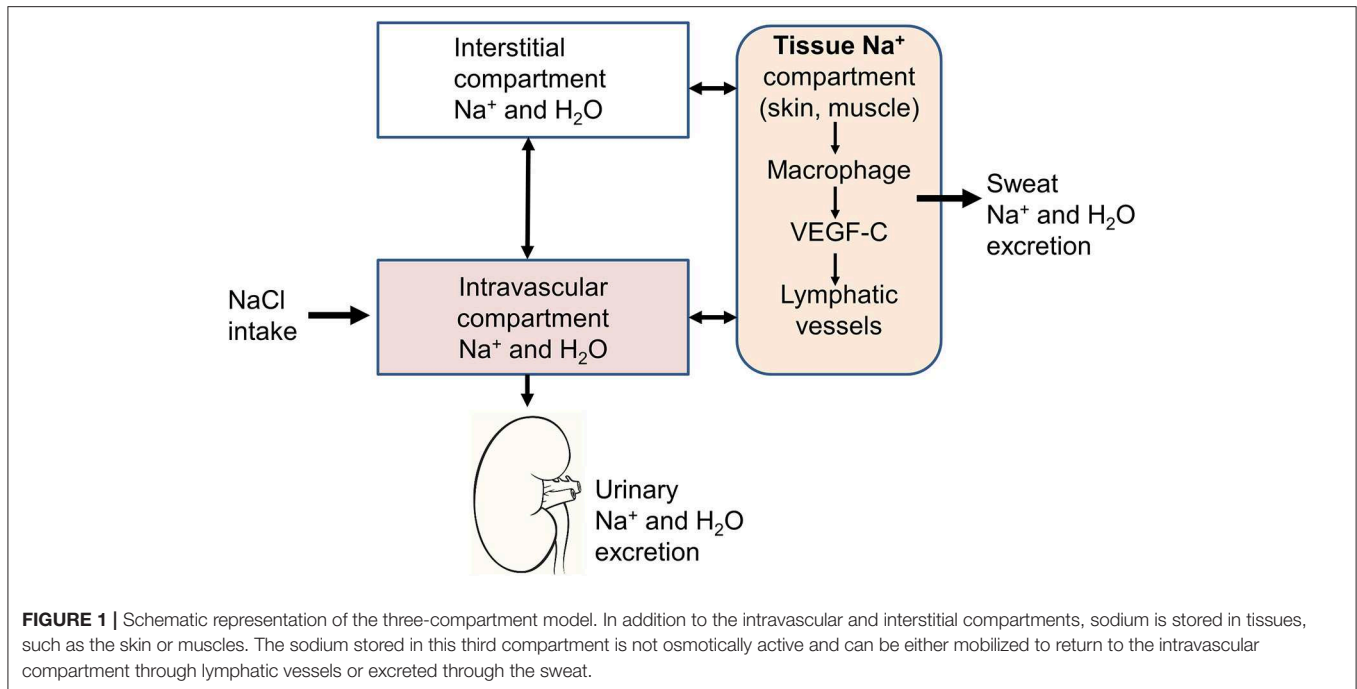 Interstitial
compartment
Na⁺ and H₂O
Tissue Na⁺
compartment
(skin, muscle)
Macrophage
VEGF-C
Lymphatic
vessels
Sweat
Na⁺ and H₂O
excretion
NaCl
intake
Intravascular
compartment
Na⁺ and H₂O
Urinary
Na⁺ and H₂O
excretion
FIGURE 1 | Schematic representation of the three-compartment model. In addition to the intravascular and interstitial compartments, sodium is stored in tissues,
such as the skin or muscles. The sodium stored in this third compartment is not osmotically active and can be either mobilized to return to the intravascular
compartment through lymphatic vessels or excreted through the sweat.